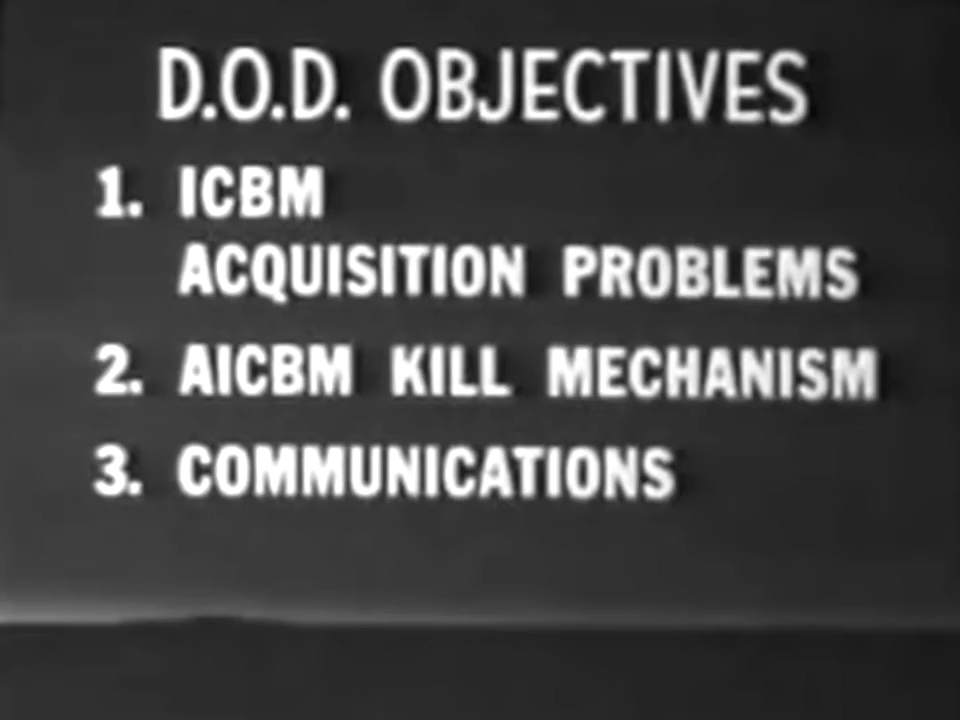 D.O.D. OBJECTIVES
1. ICBM
ACQUISITION PROBLEMS
2. AICBM KILL MECHANISM
3. COMMUNICATIONS